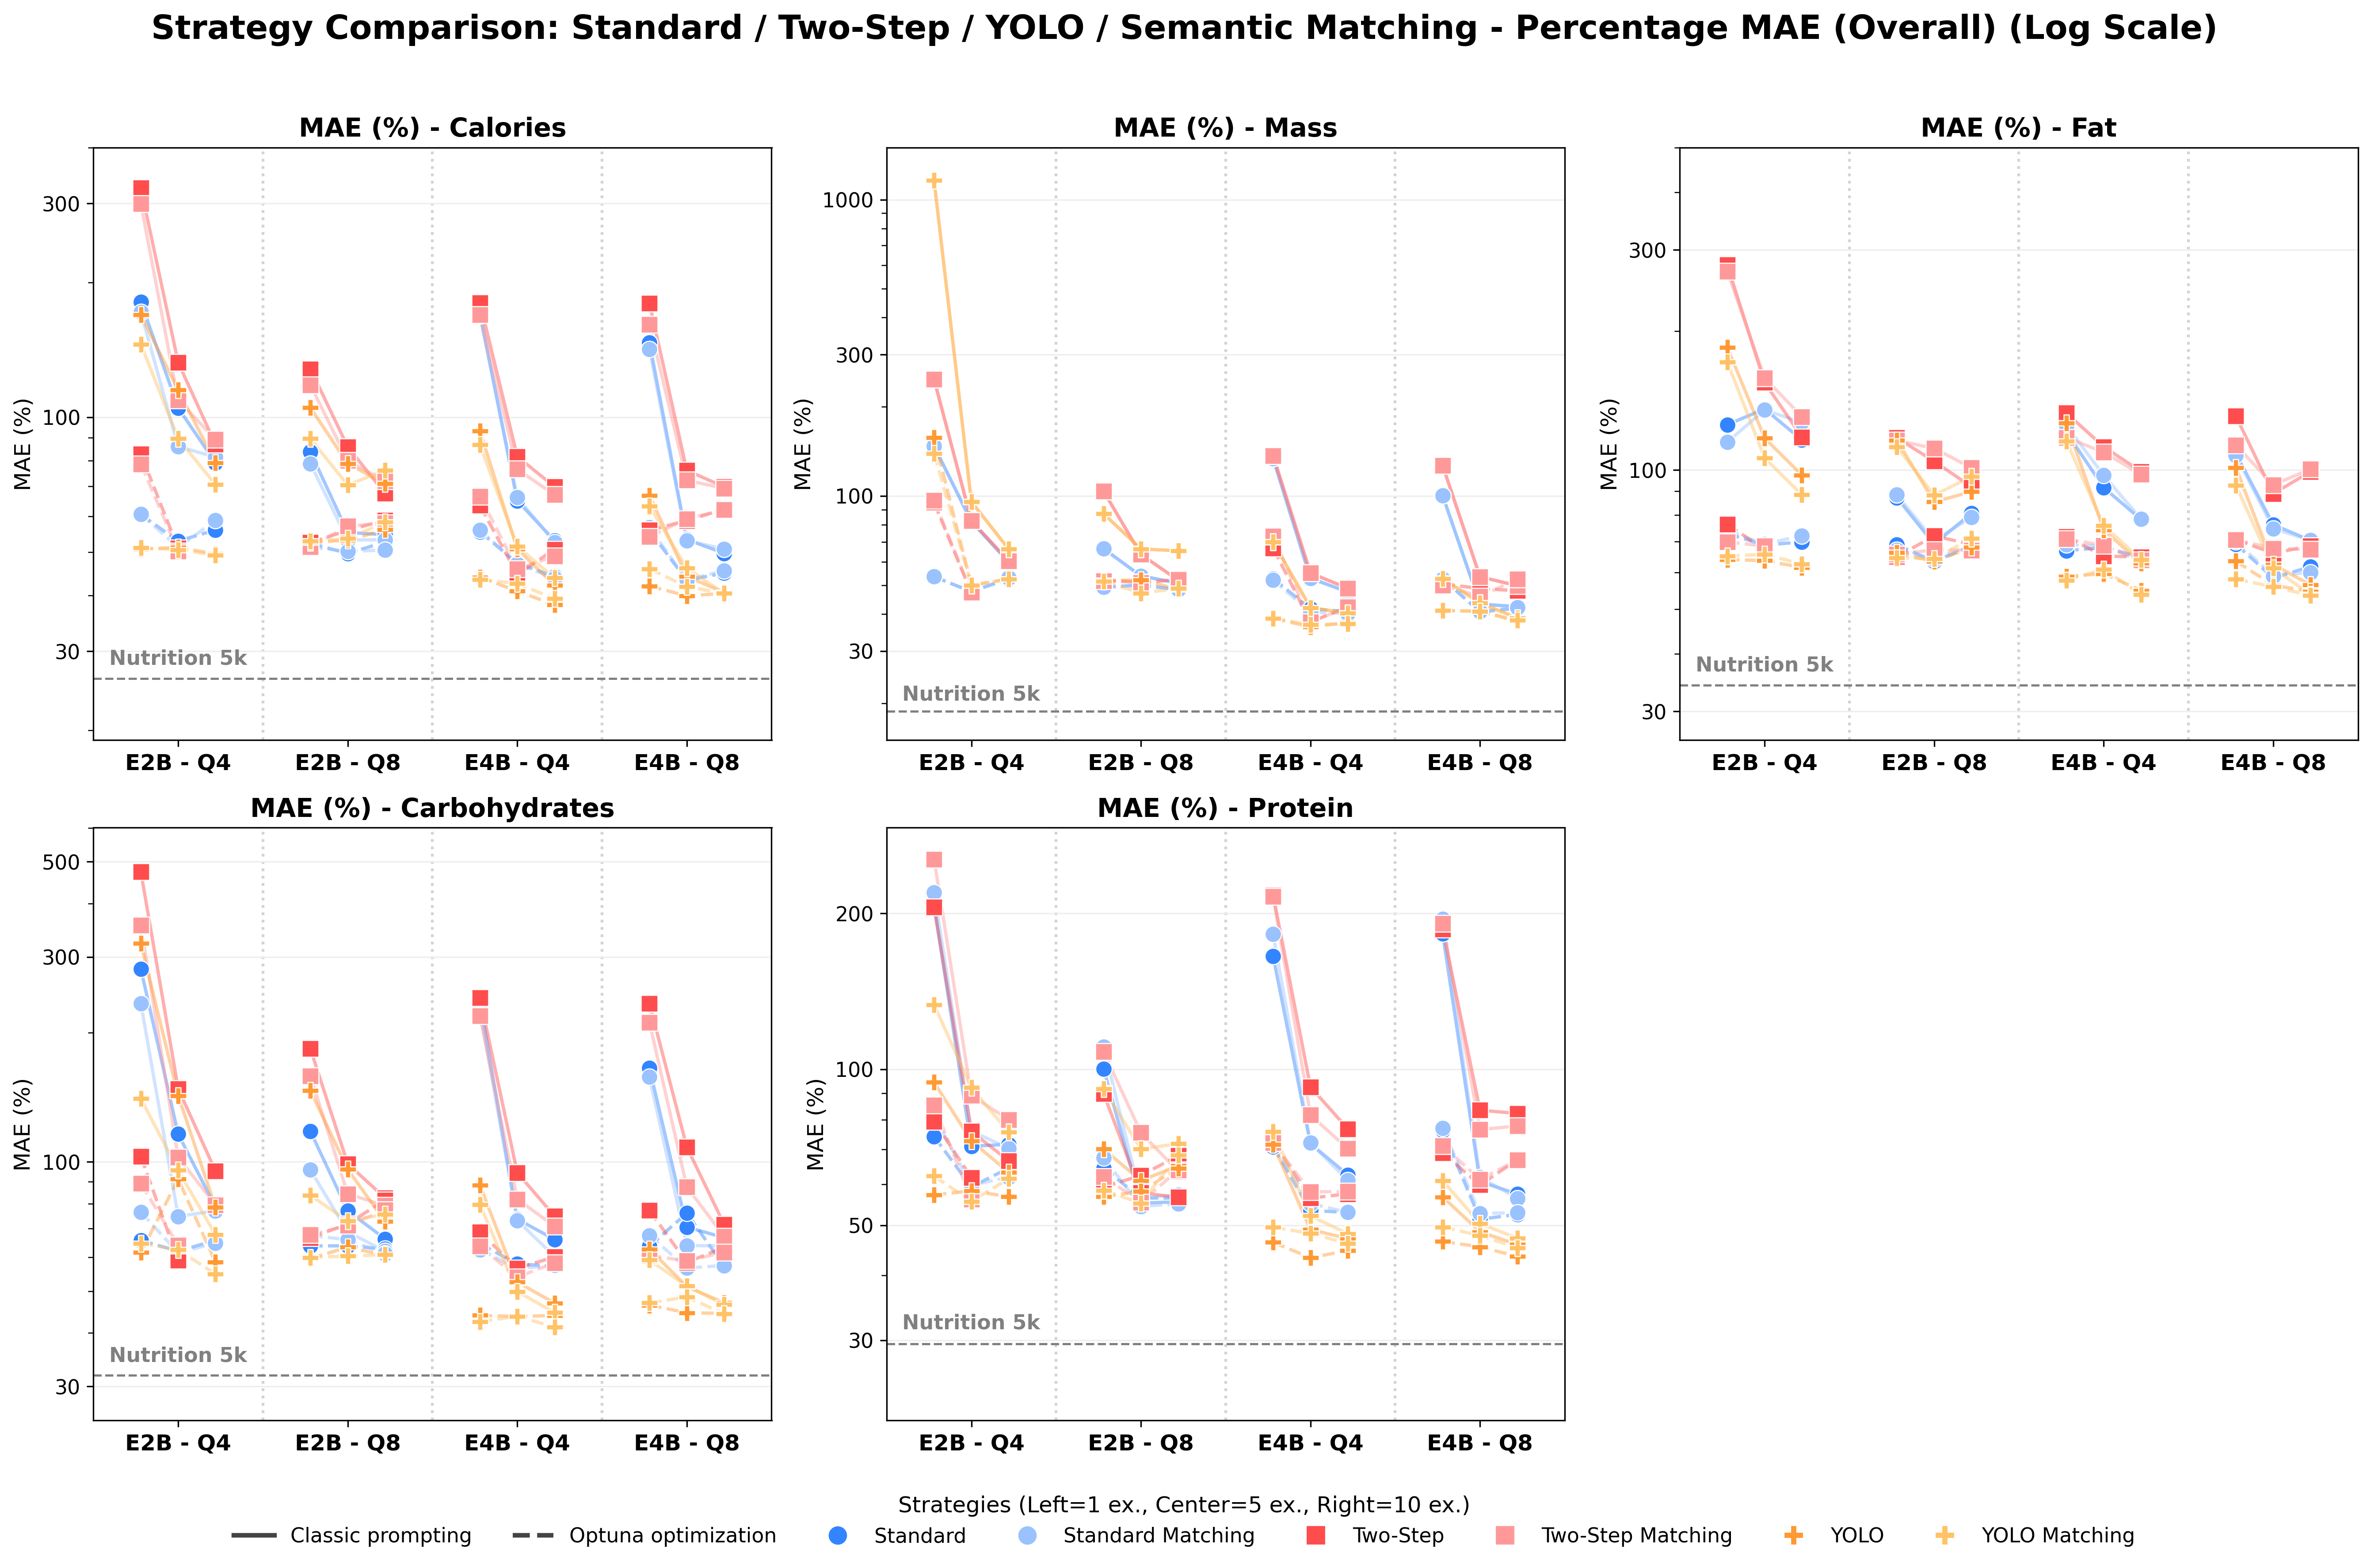 Strategy Comparison: Standard / Two-Step / YOLO / Semantic Matching - Percentage MAE (Overall) (Log Scale)
MAE (%) - Calories
MAE (%)
300
100
30
Nutrition 5k
E2B - Q4
E2B - Q8
E4B - Q4
E4B - Q8
MAE (%) - Mass
MAE (%)
1000
300
100
30
Nutrition 5k
E2B - Q4
E2B - Q8
E4B - Q4
E4B - Q8
MAE (%) - Fat
MAE (%)
300
100
30
Nutrition 5k
E2B - Q4
E2B - Q8
E4B - Q4
E4B - Q8
MAE (%) - Carbohydrates
MAE (%)
500
300
100
30
Nutrition 5k
E2B - Q4
E2B - Q8
E4B - Q4
E4B - Q8
MAE (%) - Protein
MAE (%)
200
100
50
30
Nutrition 5k
E2B - Q4
E2B - Q8
E4B - Q4
E4B - Q8
Strategies (Left=1 ex., Center=5 ex., Right=10 ex.)
Classic prompting
Optuna optimization
Standard
Standard Matching
Two-Step
Two-Step Matching
YOLO
YOLO Matching